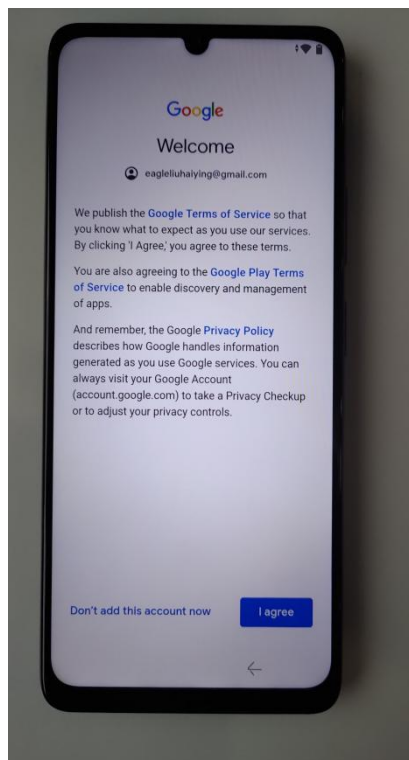 Google
Welcome
eagleliuhaiying@gmail.com
We publish the Google Terms of Service so that
you know what to expect as you use our services.
By clicking 'I Agree,' you agree to these terms.
You are also agreeing to the Google Play Terms
of Service to enable discovery and management
of apps.
And remember, the Google Privacy Policy
describes how Google handles information
generated as you use Google services. You can
always visit your Google Account
(account.google.com) to take a Privacy Checkup
or to adjust your privacy controls.
Don't add this account now
I agree